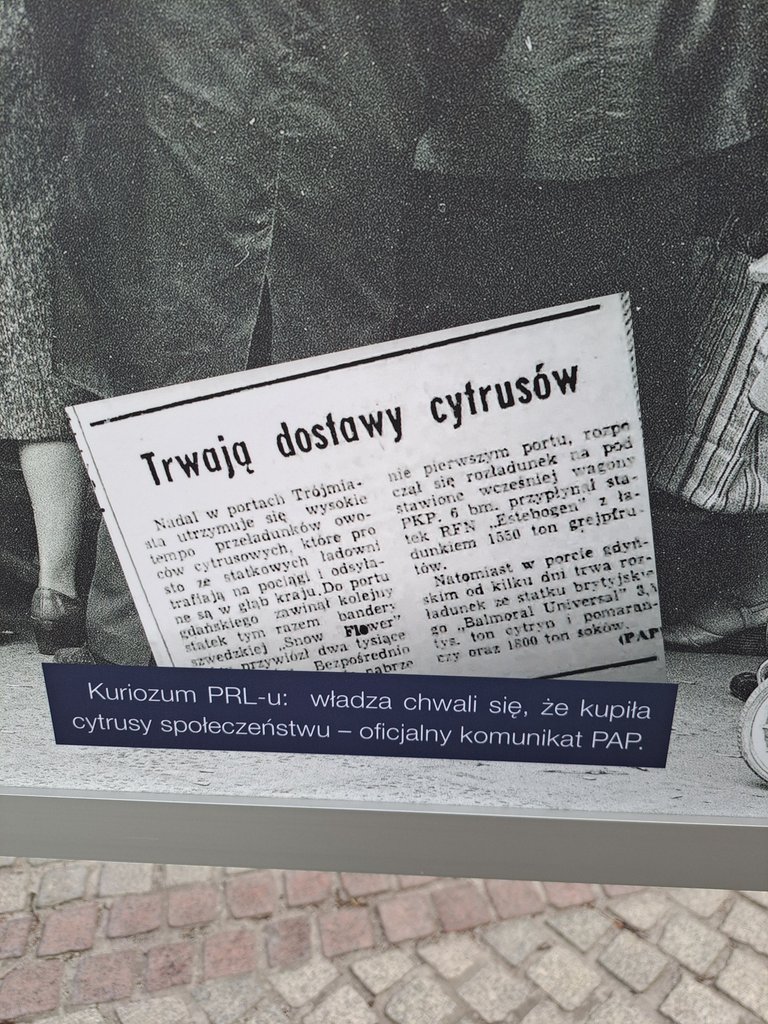 Trwają dostawy cytrusów
Nadal w portach Trójmia-
sta utrzymuje się wysokie
tempo przeładunków owo-
ców cytrusowych, które pro
sto ze statkowych ładowni
trafiają na pociągi i odsyła-
ne są w głąb kraju. Do portu
gdańskiego zawinął kolejny
statek tym razem bandery
szwedzkiej „Snow Flower"
przywiózł dwa tysiące
Bezpośrednio
nabrze
nie pierwszym portu, rozpo
czął się rozładunek na pod
stawione wcześniej wagony
PKP. 6 bm. przypłynął sta-
tek RFN „Estebogen" z ła-
dunkiem 1550 ton grejpfru-
tów.
Natomiast w porcie gdyń-
skim od kilku dni trwa roz-
ładunek ze statku brytyjskie
go „Balmoral Universal" 3,
tys. ton cytryn i pomarań-
czy oraz 1800 ton soków.
(PAP
Kuriozum PRL-u: władza chwali się, że kupiła
cytrusy społeczeństwu – oficjalny komunikat PAP.